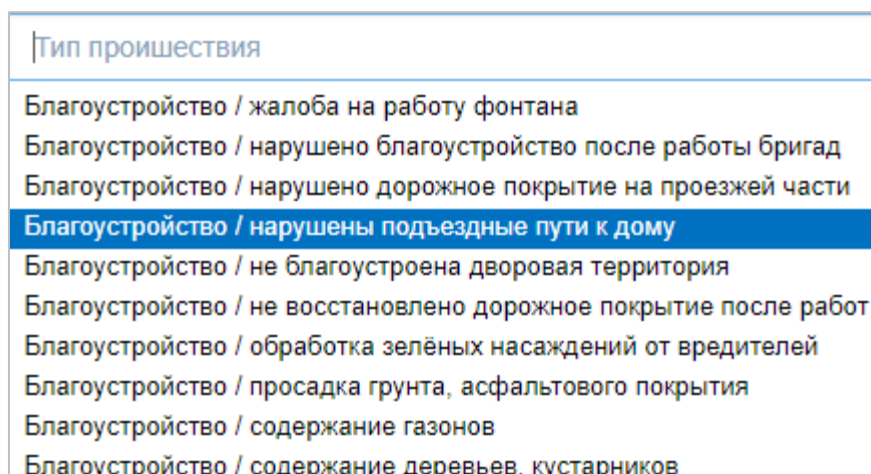 Тип проишествия
Благоустройство / жалоба на работу фонтана
Благоустройство / нарушено благоустройство после работы бригад
Благоустройство / нарушено дорожное покрытие на проезжей части
Благоустройство / нарушены подъездные пути к дому
Благоустройство / не благоустроена дворовая территория
Благоустройство / не восстановлено дорожное покрытие после работ
Благоустройство / обработка зелёных насаждений от вредителей
Благоустройство / просадка грунта, асфальтового покрытия
Благоустройство / содержание газонов
Благоустройство / содержание деревьев, кустарников